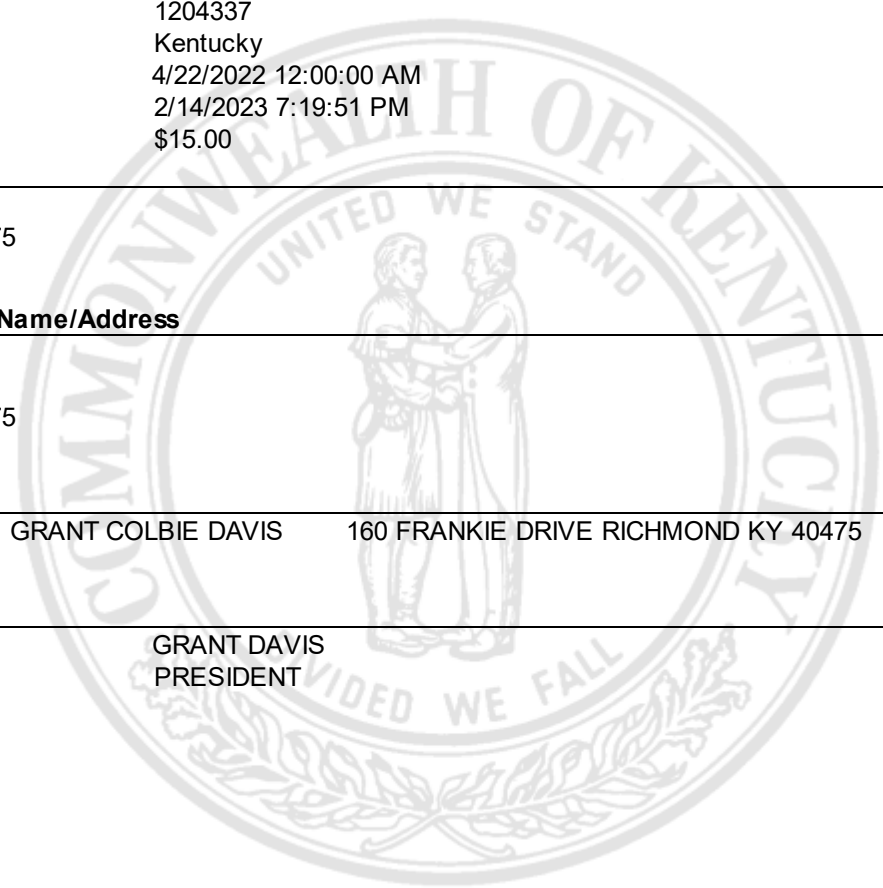 1204337
Kentucky
4/22/2022 12:00:00 AM
2/14/2023 7:19:51 PM
$15.00
5
Name/Address
5
GRANT COLBIE DAVIS 160 FRANKIE DRIVE RICHMOND KY 40475
GRANT DAVIS
PRESIDENT
COMMONWEALTH OF KENTUCKY
UNITED WE STAND
DIVIDED WE FALL